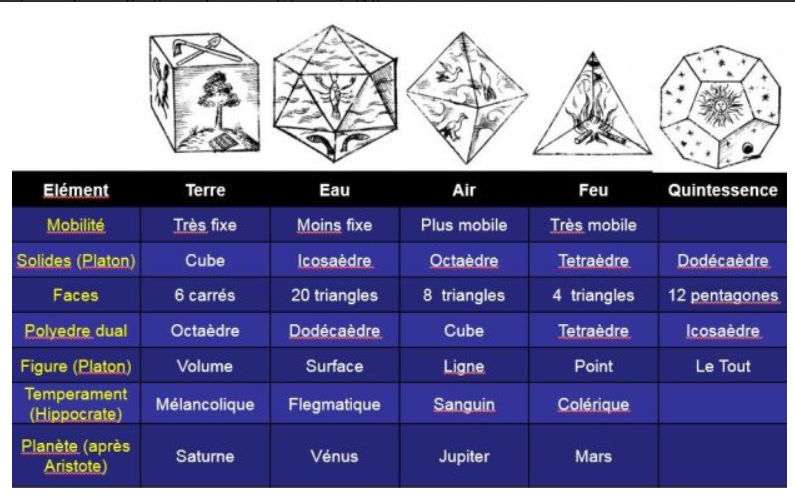 Elément Terre Eau Air Feu Quintessence
Mobilité Très fixe Moins fixe Plus mobile Très mobile
Solides (Platon) Cube Icosaèdre Octaèdre Tetraèdre Dodécaèdre
Faces 6 carrés 20 triangles 8 triangles 4 triangles 12 pentagones
Polyedre dual Octaèdre Dodécaèdre Cube Tetraèdre Icosaèdre
Figure (Platon) Volume Surface Ligne Point Le Tout
Temperament
(Hippocrate) Mélancolique Flegmatique Sanguin Colérique
Planète (après
Aristote) Saturne Vénus Jupiter Mars